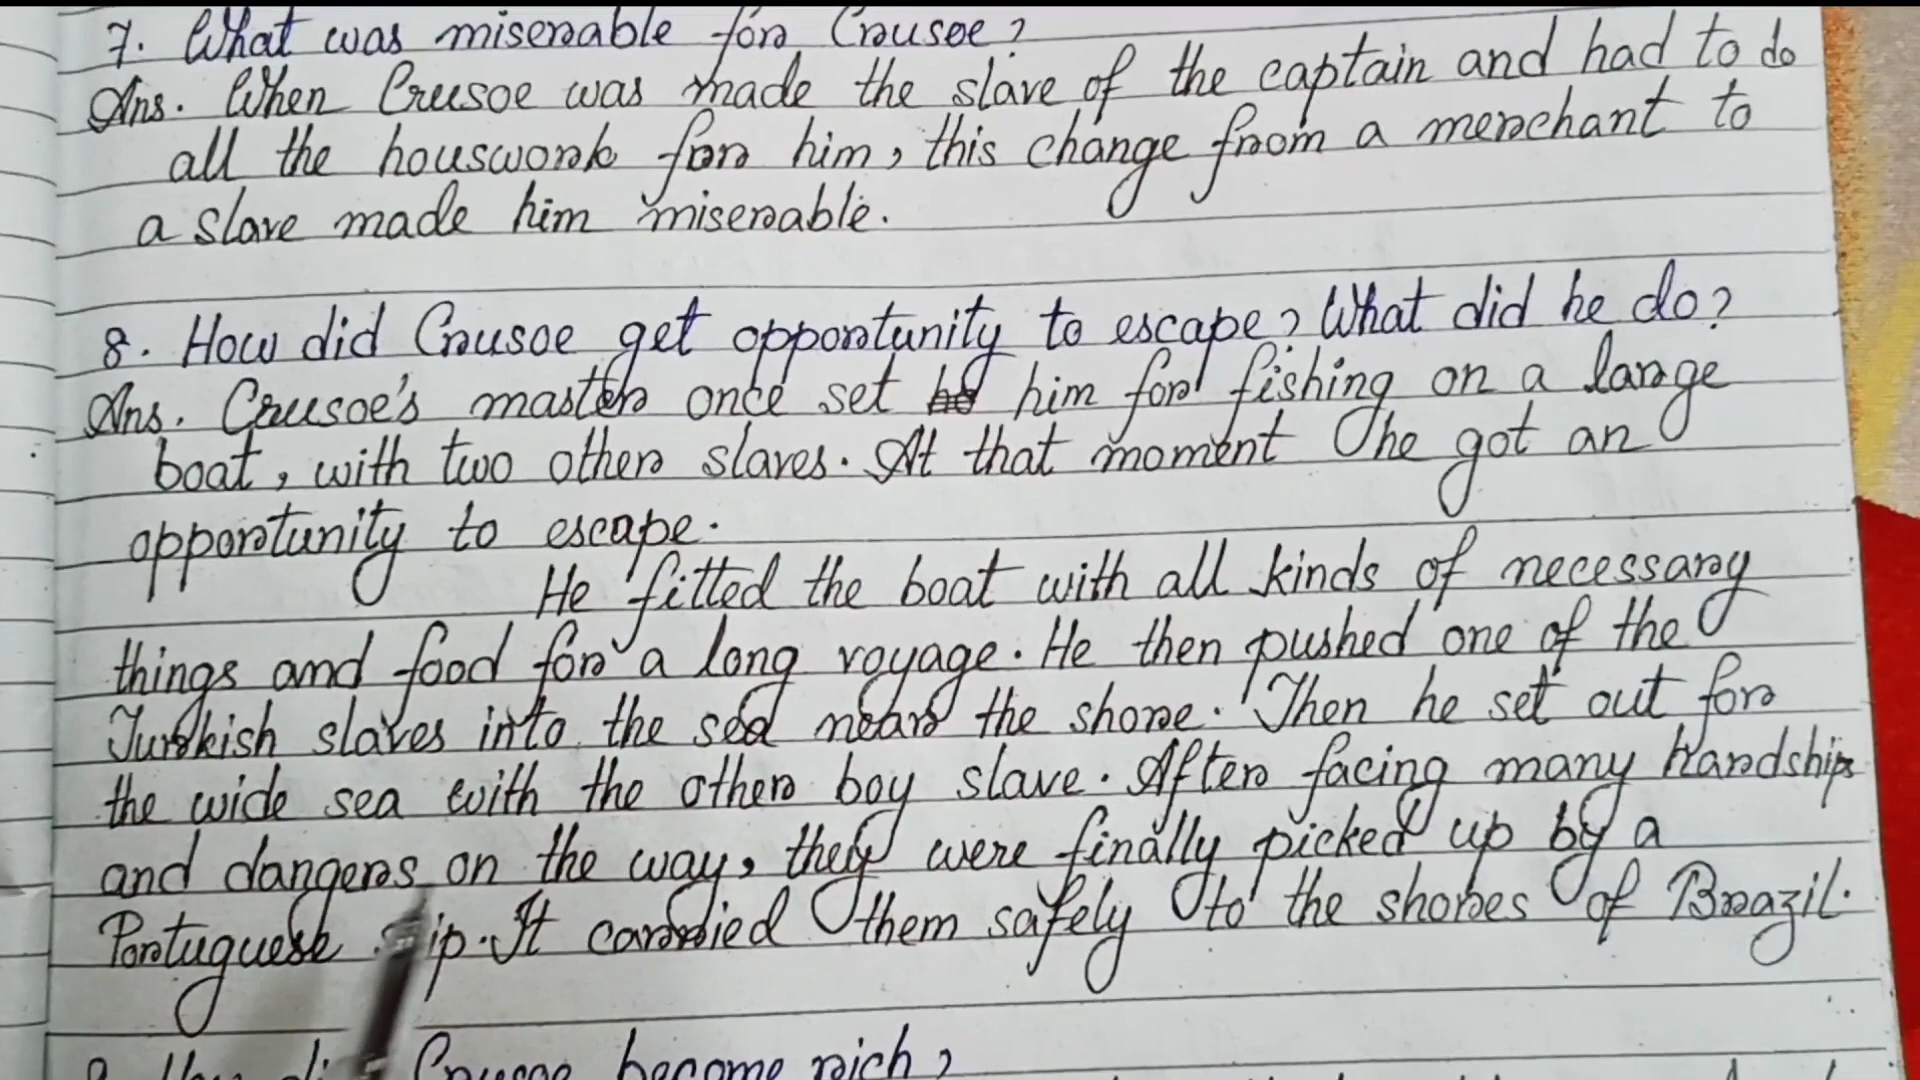 7. What was miserable for Crusoe?
Ans. When Crusoe was made the slave of the captain and had to do
all the houswork for him, this change from a merchant to
a slave made him miserable.
8. How did Crusoe get opportunity to escape? What did he do?
Ans. Crusoe's master once set him for fishing on a large
boat, with two other slaves. At that moment he got an
opportunity to escape.
He fitted the boat with all kinds of necessary
things and food for a long voyage. He then pushed one of the
Turkish slaves into the sea near the shore. Then he set out for
the wide sea with the other boy slave. After facing many hardships
and dangers on the way, they were finally picked up by a
Portuguese ip. It carried them safely to the shores of Brazil.
Crusoe become rich?